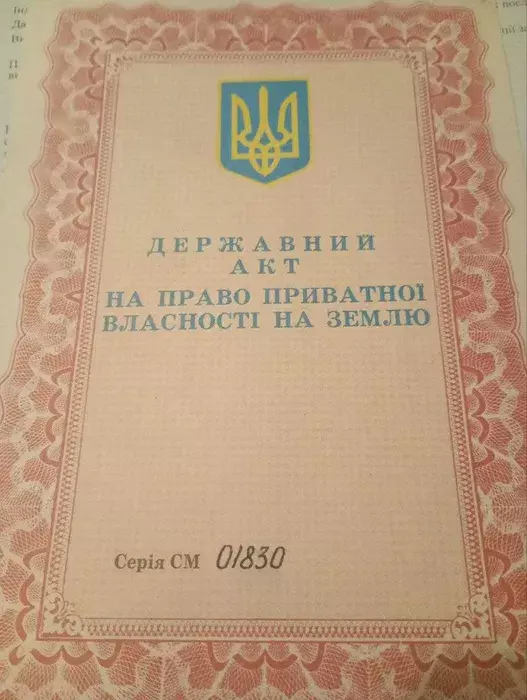 ДЕРЖАВНИЙ
АКТ
НА ПРАВО ПРИВАТНОЇ
ВЛАСНОСТІ НА ЗЕМЛЮ
Серія СМ 01830